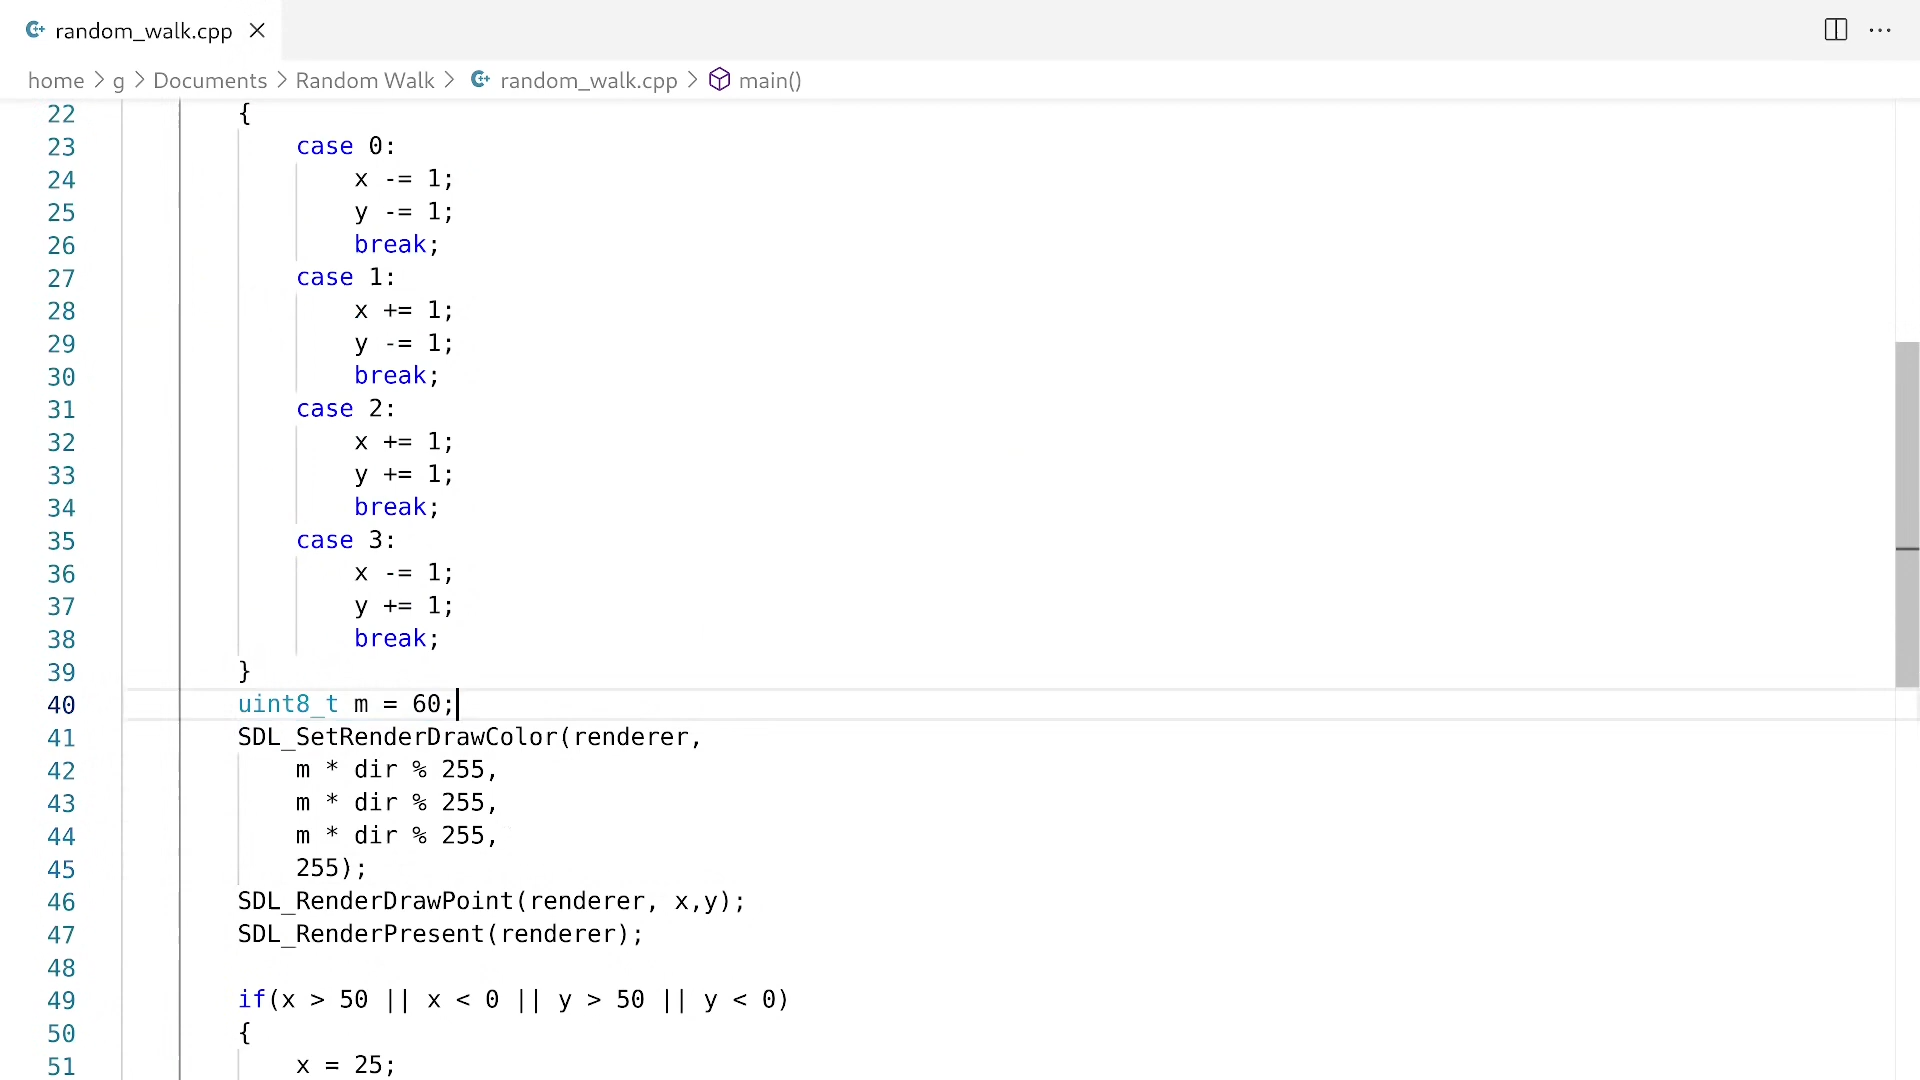 random_walk.cpp
home > g > Documents > Random Walk > random_walk.cpp > main()
22 {
23 case 0:
24 x -= 1;
25 y -= 1;
26 break;
27 case 1:
28 x += 1;
29 y -= 1;
30 break;
31 case 2:
32 x += 1;
33 y += 1;
34 break;
35 case 3:
36 x -= 1;
37 y += 1;
38 break;
39 }
40 uint8_t m = 60;
41 SDL_SetRenderDrawColor(renderer,
42 m * dir % 255,
43 m * dir % 255,
44 m * dir % 255,
45 255);
46 SDL_RenderDrawPoint(renderer, x,y);
47 SDL_RenderPresent(renderer);
48
49 if(x > 50 || x < 0 || y > 50 || y < 0)
50 {
51 x = 25;